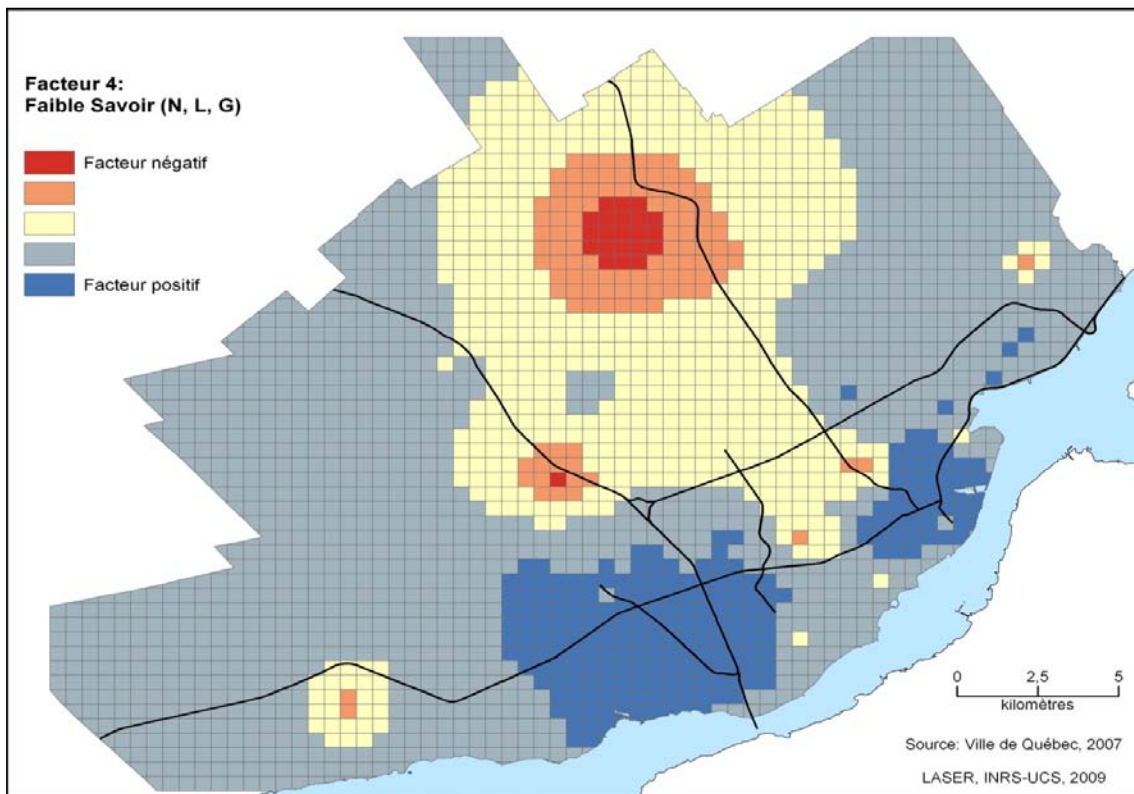 Facteur 4:
Faible Savoir (N, L, G)
Facteur négatif
Facteur positif
0 2,5 5
kilomètres
Source: Ville de Québec, 2007
LASER, INRS-UCS, 2009